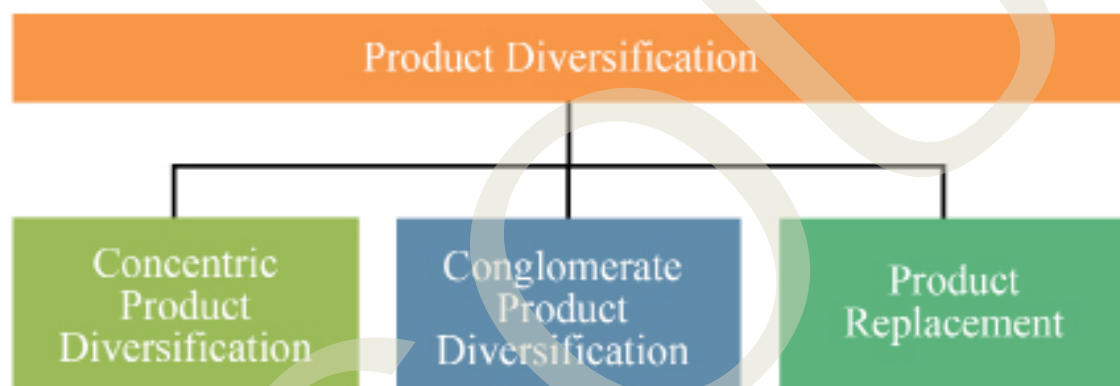 Product Diversification
Concentric
Product
Diversification
Conglomerate
Product
Diversification
Product
Replacement